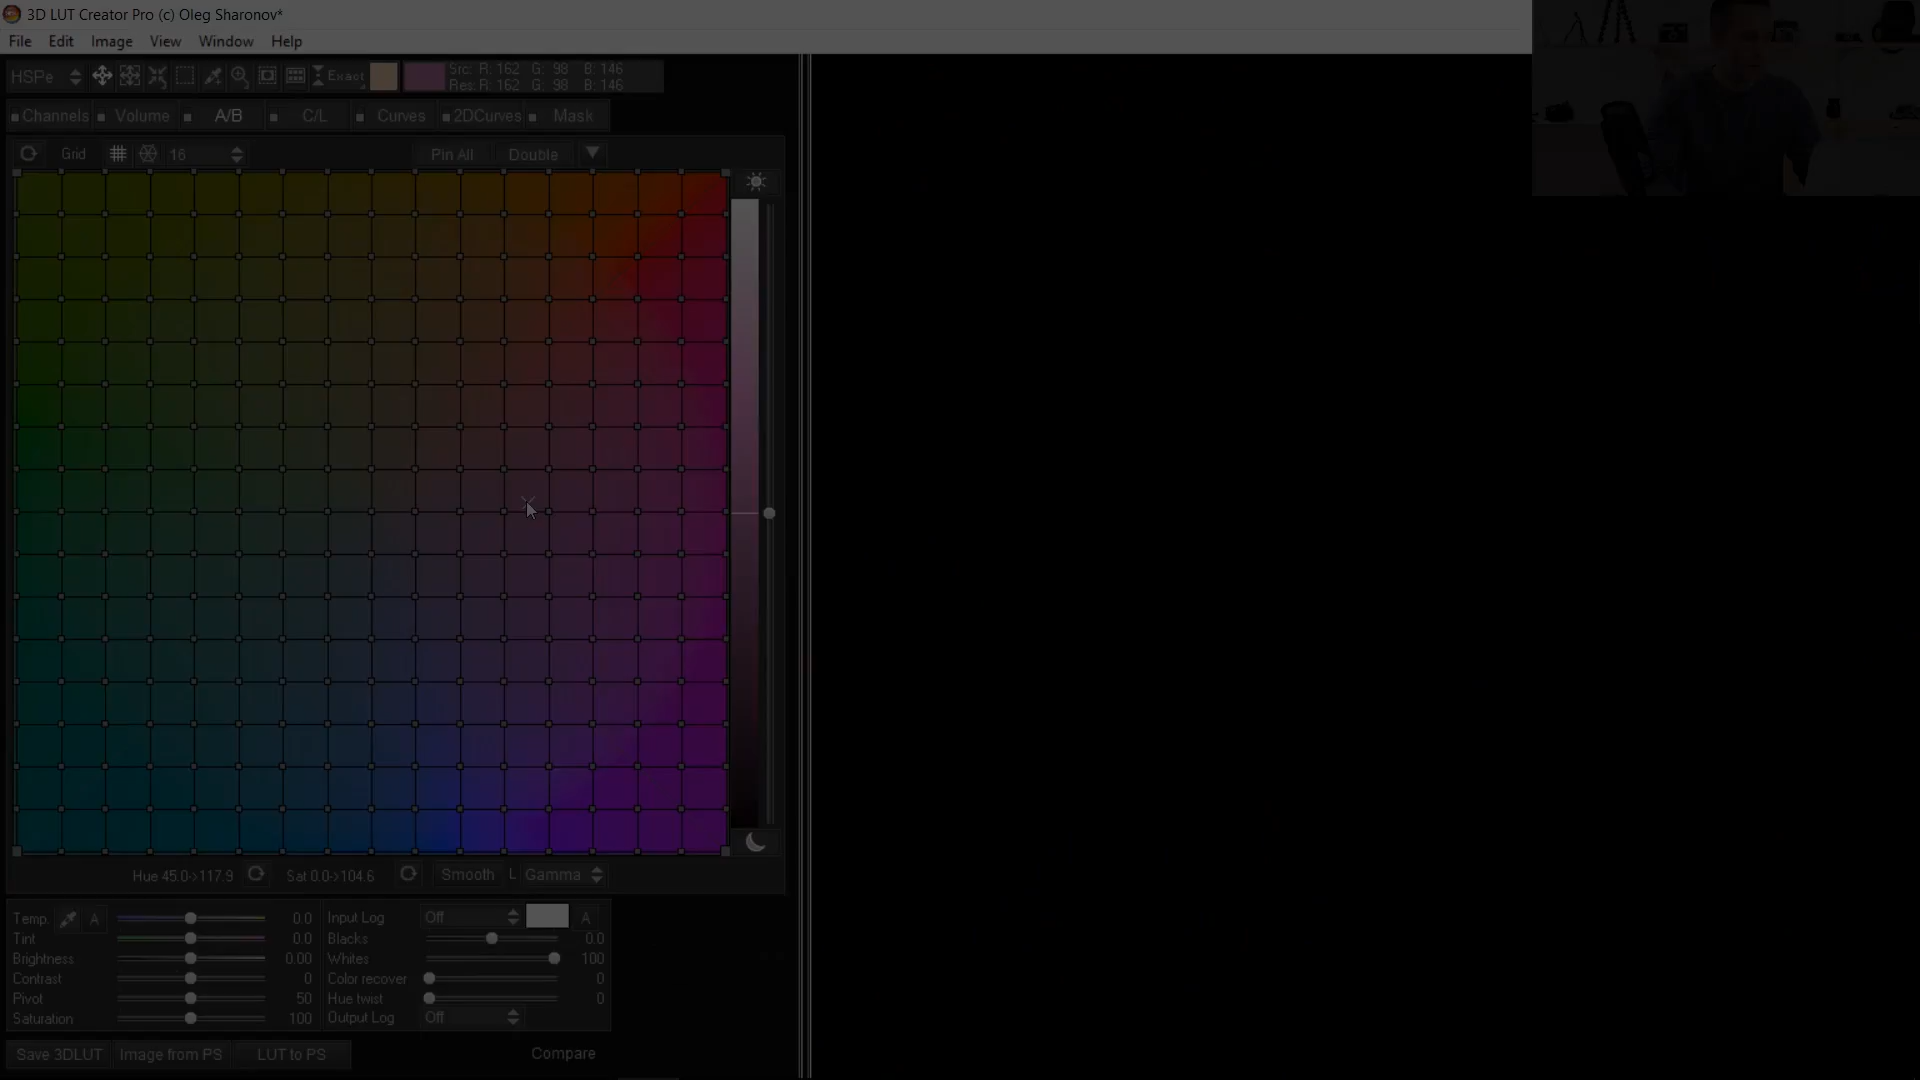 3D LUT Creator Pro (c) Oleg Sharonov*
File Edit Image View Window Help
HSPe Exact Src: R: 162 G: 98 B: 146
Res: R: 162 G: 98 B: 146
Channels Volume A/B C/L Curves 2DCurves Mask
Grid 16 Pin All Double
Hue 45.0->117.9 Sat 0.0->104.6 Smooth L Gamma
Temp. A 0.0 Input Log Off A
Tint 0.0 Blacks 0.0
Brightness 0.00 Whites 100
Contrast 0 Color recover 0
Pivot 50 Hue twist 0
Saturation 100 Output Log Off
Save 3DLUT Image from PS LUT to PS Compare